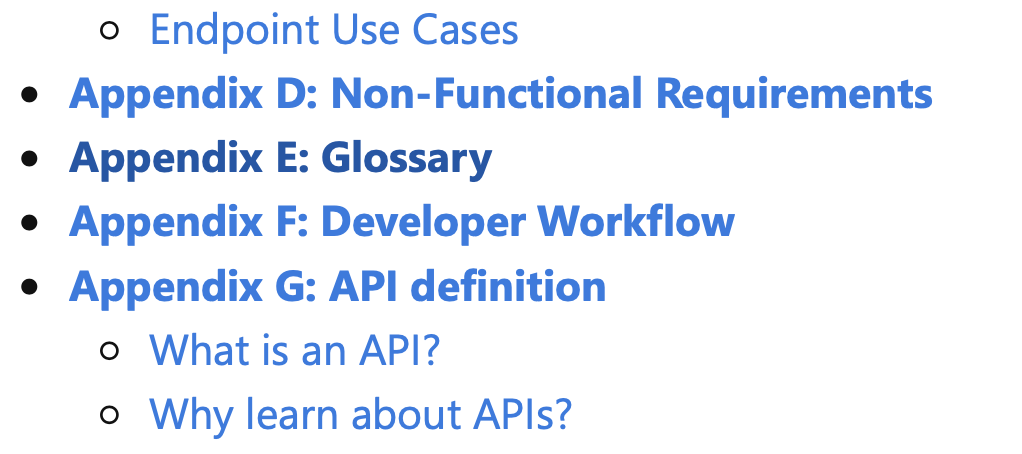 Endpoint Use Cases
Appendix D: Non-Functional Requirements
Appendix E: Glossary
Appendix F: Developer Workflow
Appendix G: API definition
What is an API?
Why learn about APIs?